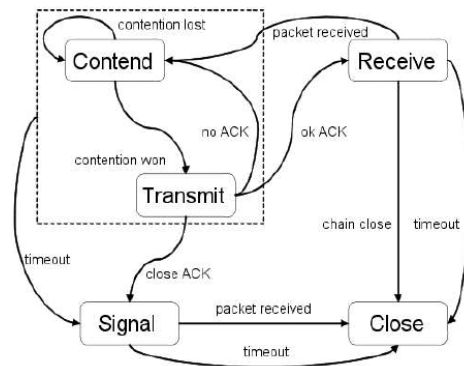 contention lost
packet received
Contend
Receive
no ACK
ok ACK
contention won
Transmit
chain close
timeout
timeout
close ACK
packet received
Signal
Close
timeout